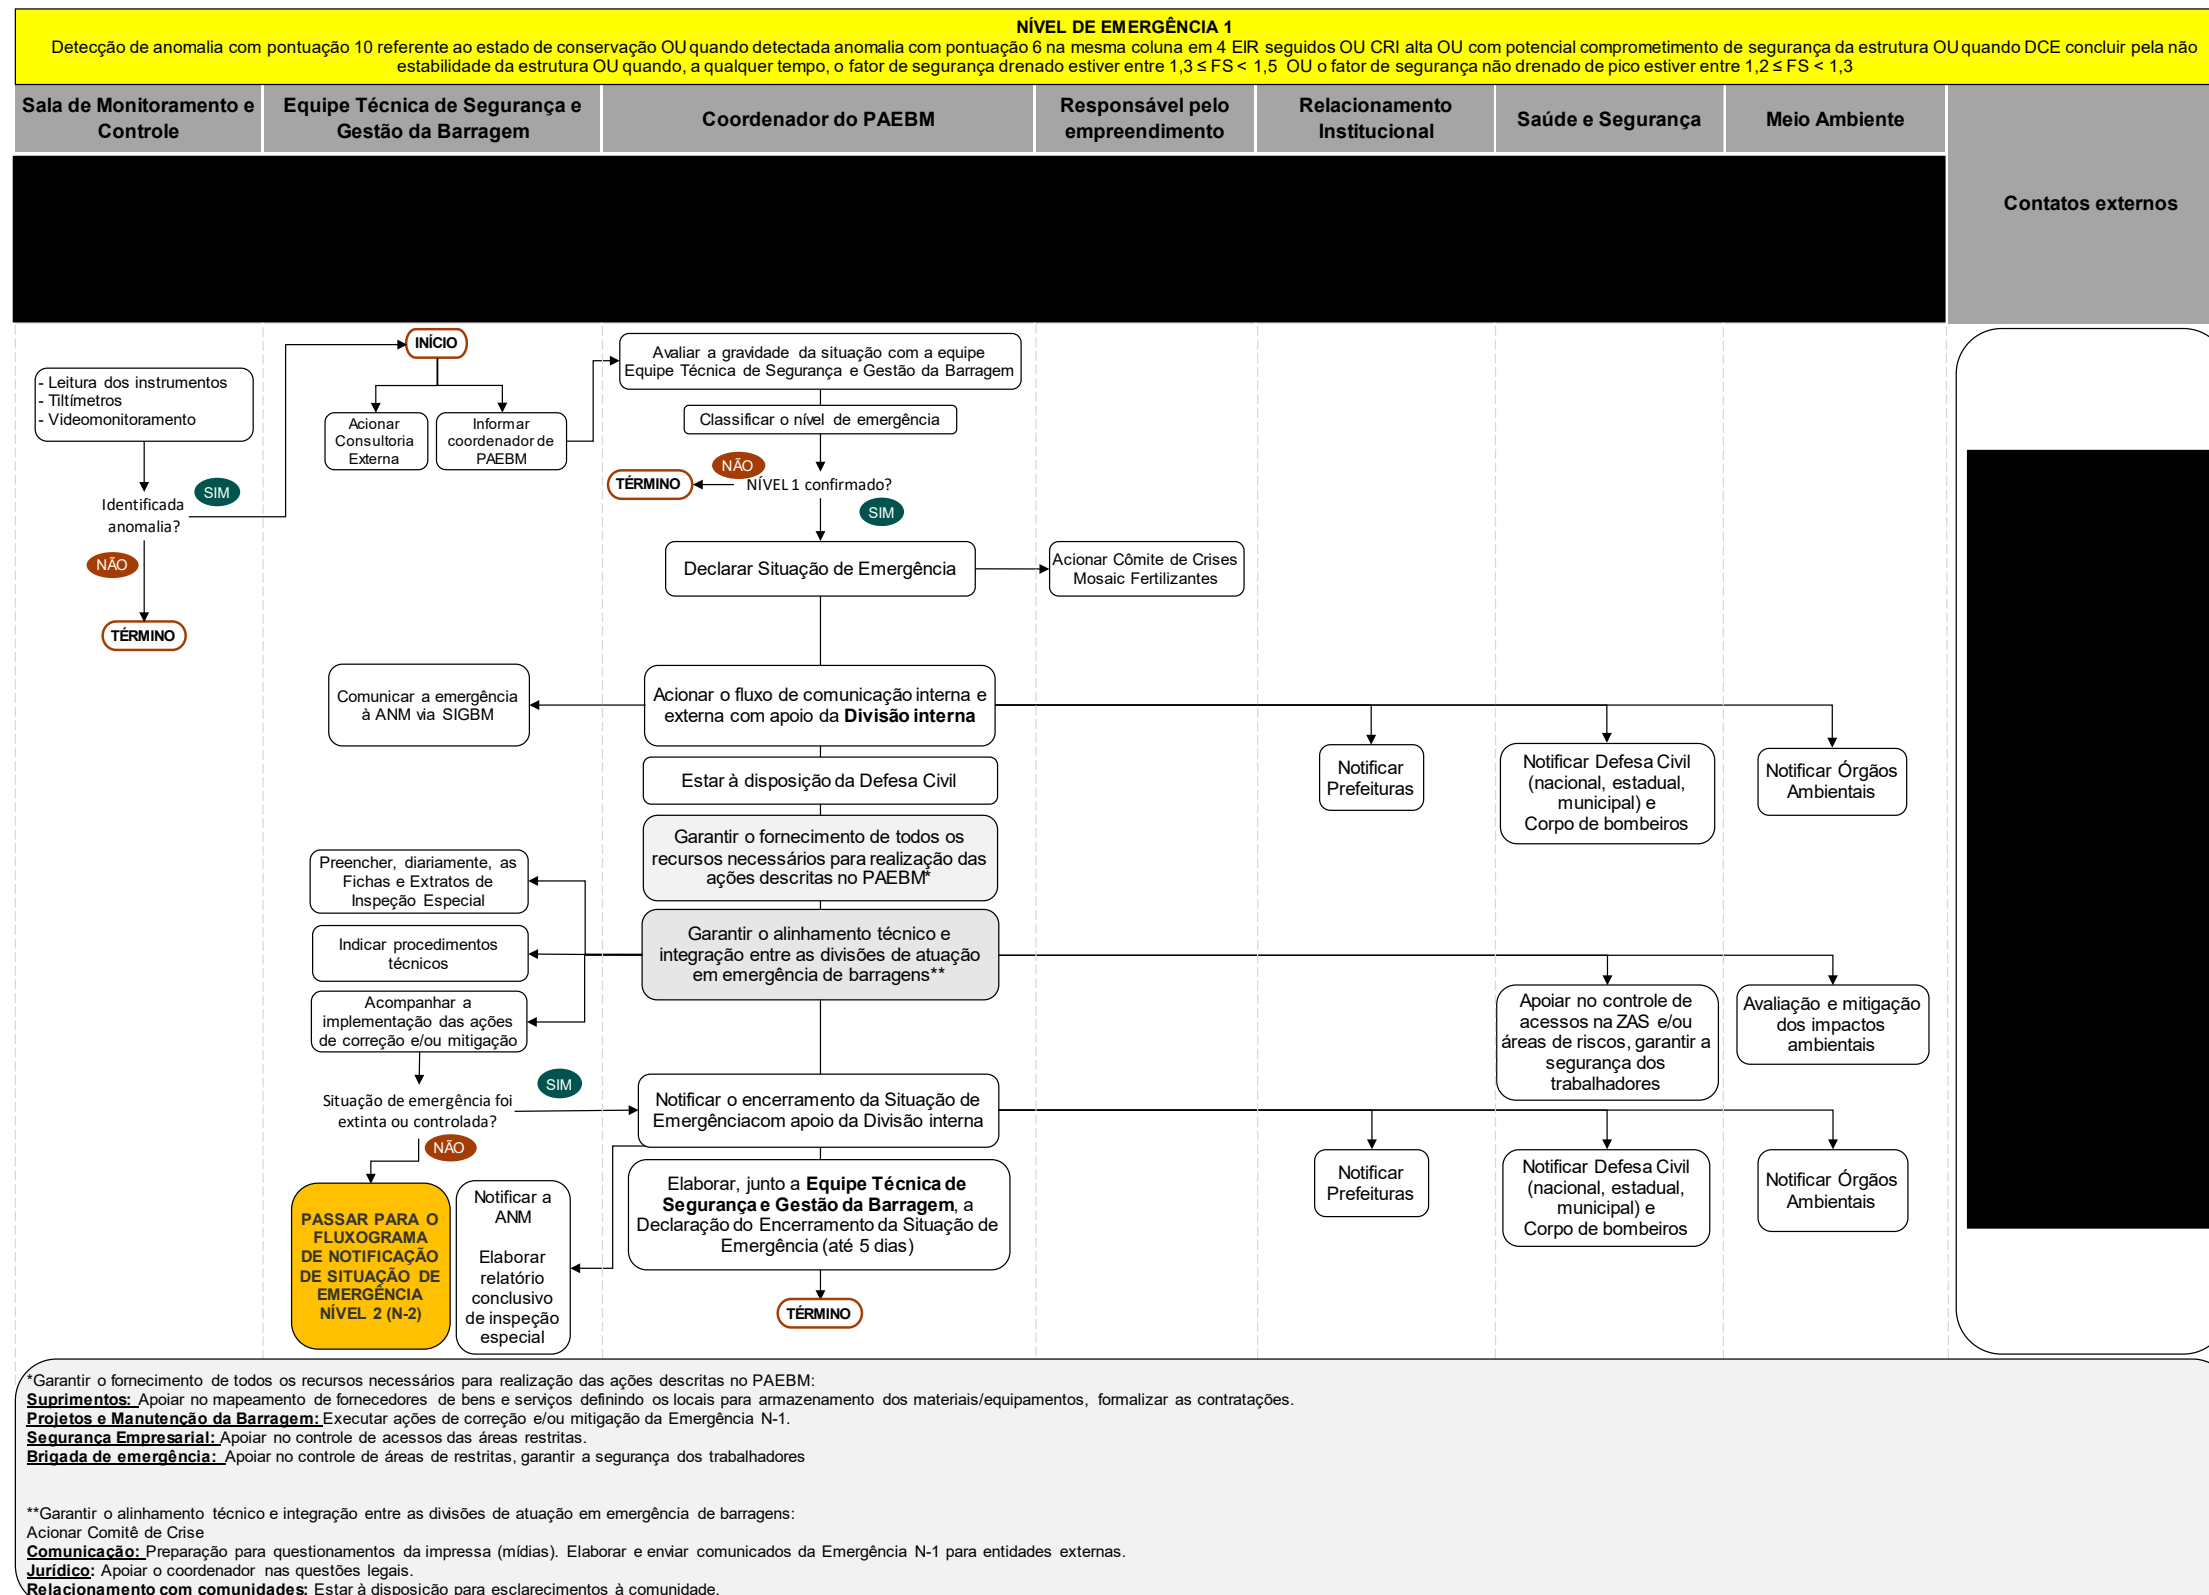 NÍVEL DE EMERGÊNCIA 1
Detecção de anomalia com pontuação 10 referente ao estado de conservação OU quando detectada anomalia com pontuação 6 na mesma coluna em 4 EIR seguidos OU CRI alta OU com potencial comprometimento de segurança da estrutura OU quando DCE concluir pela não
estabilidade da estrutura OU quando, a qualquer tempo, o fator de segurança drenado estiver entre 1,3 ≤ FS < 1,5 OU o fator de segurança não drenado de pico estiver entre 1,2 ≤ FS < 1,3
Sala de Monitoramento e
Controle
Equipe Técnica de Segurança e
Gestão da Barragem
Coordenador do PAEBM
Responsável pelo
empreendimento
Relacionamento
Institucional
Saúde e Segurança
Meio Ambiente
Contatos externos
- Leitura dos instrumentos
- Tiltímetros
- Videomonitoramento
Identificada
anomalia?
SIM
NÃO
TÉRMINO
INÍCIO
Acionar
Consultoria
Externa
Informar
coordenador de
PAEBM
Avaliar a gravidade da situação com a equipe
Equipe Técnica de Segurança e Gestão da Barragem
Classificar o nível de emergência
NÃO
TÉRMINO
NÍVEL 1 confirmado?
SIM
Declarar Situação de Emergência
Acionar Cômite de Crises
Mosaic Fertilizantes
Comunicar a emergência
à ANM via SIGBM
Acionar o fluxo de comunicação interna e
externa com apoio da Divisão interna
Notificar
Prefeituras
Notificar Defesa Civil
(nacional, estadual,
municipal) e
Corpo de bombeiros
Notificar Órgãos
Ambientais
Estar à disposição da Defesa Civil
Garantir o fornecimento de todos os
recursos necessários para realização das
ações descritas no PAEBM*
Preencher, diariamente, as
Fichas e Extratos de
Inspeção Especial
Indicar procedimentos
técnicos
Acompanhar a
implementação das ações
de correção e/ou mitigação
Garantir o alinhamento técnico e
integração entre as divisões de atuação
em emergência de barragens**
Apoiar no controle de
acessos na ZAS e/ou
áreas de riscos, garantir a
segurança dos
trabalhadores
Avaliação e mitigação
dos impactos
ambientais
Situação de emergência foi
extinta ou controlada?
SIM
NÃO
Notificar o encerramento da Situação de
Emergênciacom apoio da Divisão interna
Notificar
Prefeituras
Notificar Defesa Civil
(nacional, estadual,
municipal) e
Corpo de bombeiros
Notificar Órgãos
Ambientais
PASSAR PARA O
FLUXOGRAMA
DE NOTIFICAÇÃO
DE SITUAÇÃO DE
EMERGÊNCIA
NÍVEL 2 (N-2)
Notificar a
ANM
Elaborar
relatório
conclusivo
de inspeção
especial
Elaborar, junto a Equipe Técnica de
Segurança e Gestão da Barragem, a
Declaração do Encerramento da Situação de
Emergência (até 5 dias)
TÉRMINO
*Garantir o fornecimento de todos os recursos necessários para realização das ações descritas no PAEBM:
Suprimentos: Apoiar no mapeamento de fornecedores de bens e serviços definindo os locais para armazenamento dos materiais/equipamentos, formalizar as contratações.
Projetos e Manutenção da Barragem: Executar ações de correção e/ou mitigação da Emergência N-1.
Segurança Empresarial: Apoiar no controle de acessos das áreas restritas.
Brigada de emergência: Apoiar no controle de áreas de restritas, garantir a segurança dos trabalhadores
**Garantir o alinhamento técnico e integração entre as divisões de atuação em emergência de barragens:
Acionar Comitê de Crise
Comunicação: Preparação para questionamentos da impressa (mídias). Elaborar e enviar comunicados da Emergência N-1 para entidades externas.
Jurídico: Apoiar o coordenador nas questões legais.
Relacionamento com comunidades: Estar à disposição para esclarecimentos à comunidade.